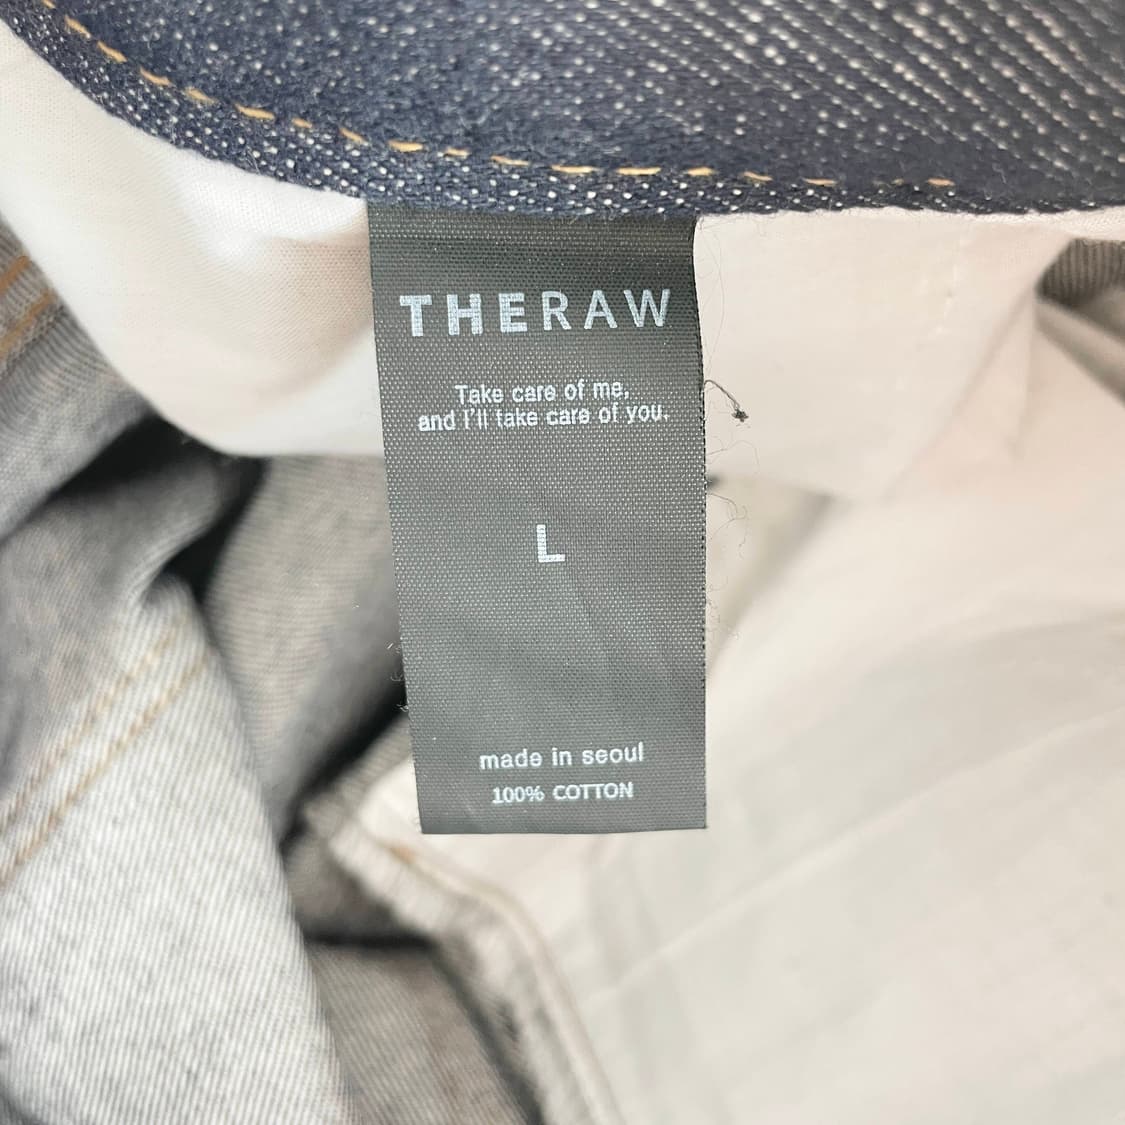 THERAW
Take care of me,
and I'll take care of you.
L
made in seoul
100% COTTON